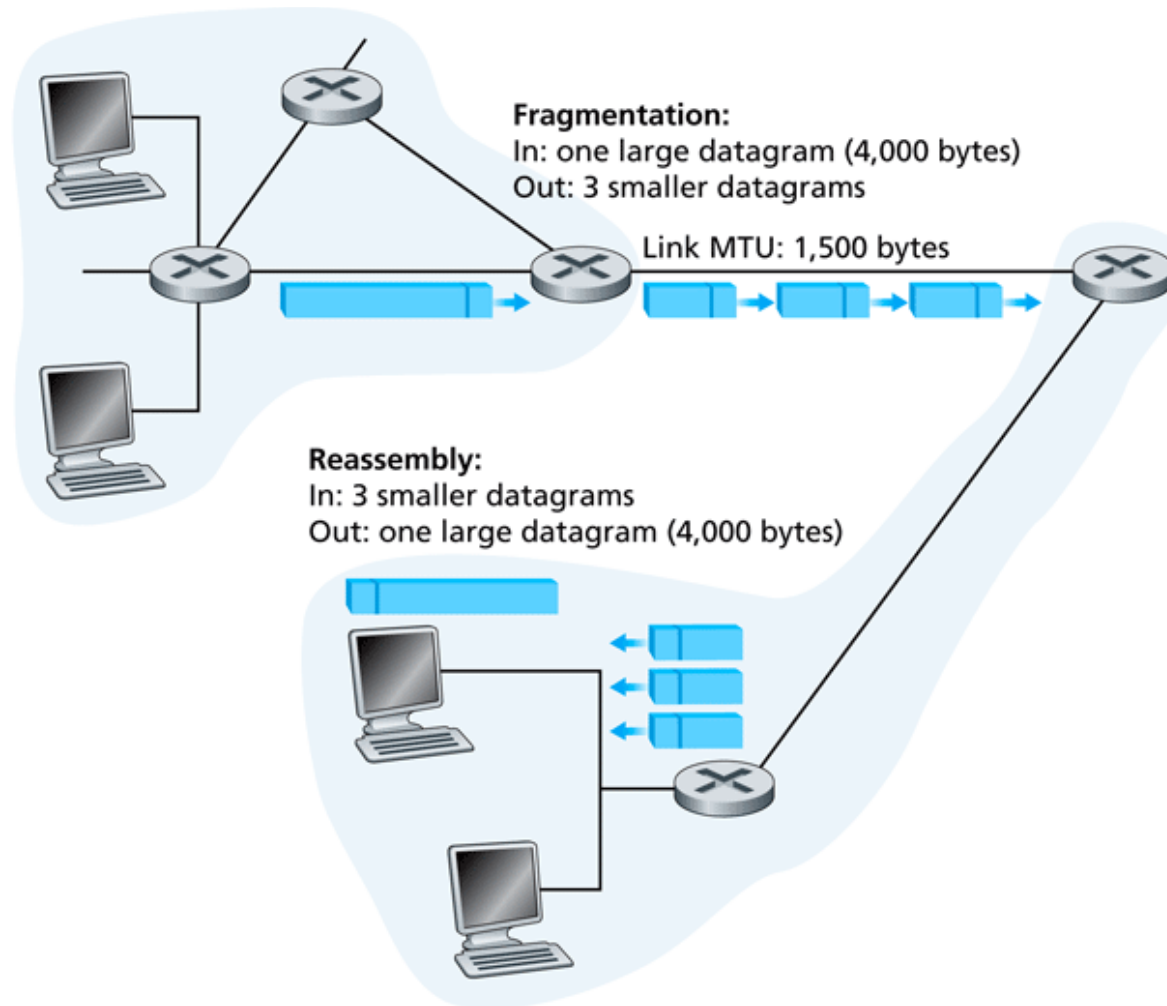 Fragmentation:
In: one large datagram (4,000 bytes)
Out: 3 smaller datagrams
Link MTU: 1,500 bytes
Reassembly:
In: 3 smaller datagrams
Out: one large datagram (4,000 bytes)